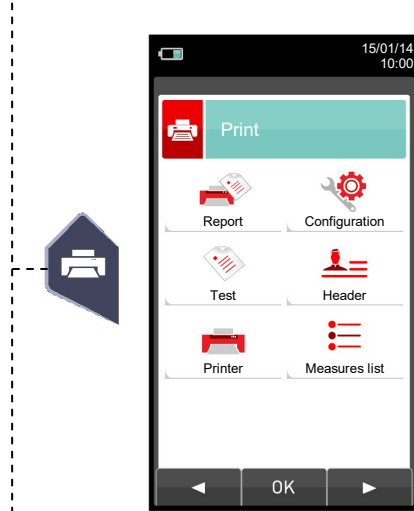 15/01/14
10:00
Print
Report Configuration
Test Header
Printer Measures list
OK